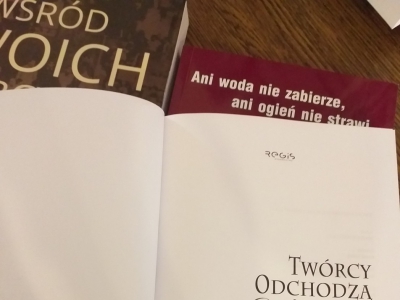 WSRÓD
WOICH
Ani woda nie zabierze,
ani ogień nie strawi
REGIS
TWÓRCY
ODCHODZĄ